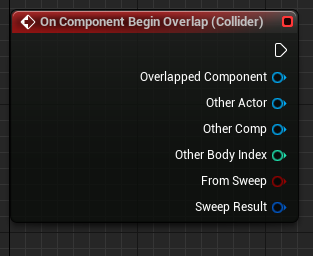 On Component Begin Overlap (Collider)
Overlapped Component
Other Actor
Other Comp
Other Body Index
From Sweep
Sweep Result